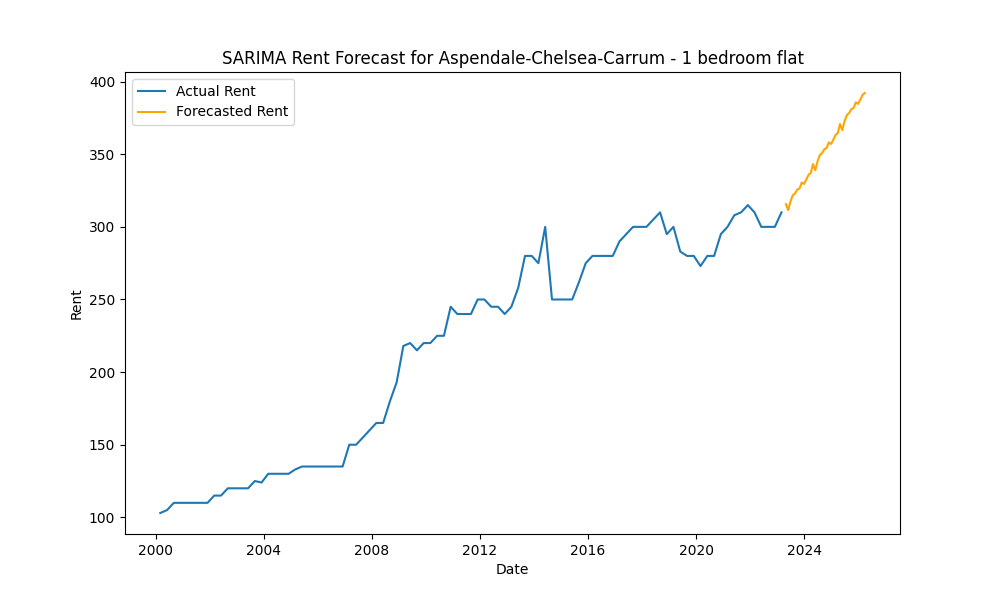 SARIMA Rent Forecast for Aspendale-Chelsea-Carrum - 1 bedroom flat
Actual Rent
Forecasted Rent
Rent
400
350
300
250
200
150
100
2000
2004
2008
2012
2016
2020
2024
Date